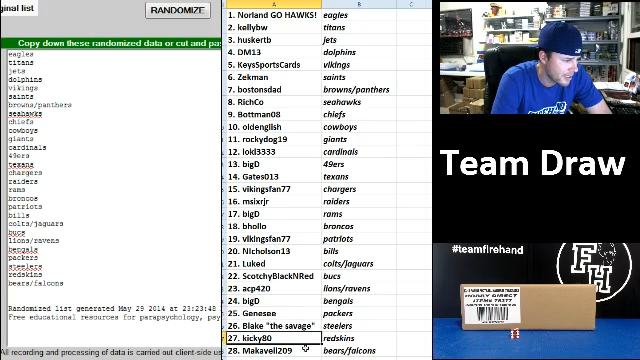 ginal list
RANDOMIZE
Copy down these randomized data or cut and pas
eagles
titans
jets
dolphins
vikings
saints
browns/panthers
seahawks
chiefs
cowboys
giants
cardinals
49ers
texans
chargers
raiders
rams
broncos
patriots
bills
colts/jaguars
bucs
lions/ravens
bengals
packers
steelers
redskins
bears/falcons
Randomized list generated May 29 2014 at 23:23:48
Free educational resources for parapsychology, psy
All recording and processing of data is carried out client-side us
A B C
1. Norland GO HAWKS! eagles
2. kellybw titans
3. huskertb jets
4. DM13 dolphins
5. KeysSportsCards vikings
6. Zekman saints
7. bostonsdad browns/panthers
8. RichCo seahawks
9. Bottman08 chiefs
10. oldenglish cowboys
11. rockydog19 giants
12. loki3333 cardinals
13. bigD 49ers
14. Gates013 texans
15. vikingsfan77 chargers
16. msixrjr raiders
17. bigD rams
18. bhollo broncos
19. vikingsfan77 patriots
20. Nicholson13 bills
21. Luked colts/jaguars
22. ScotchyBlackNRed bucs
23. acp420 lions/ravens
24. bigD bengals
25. Genesee packers
26. Blake "the savage" steelers
27. kicky80 redskins
28. Makaveli209 bears/falcons
Team Draw
#teamfirehand
FH
HOBBY DIRECT